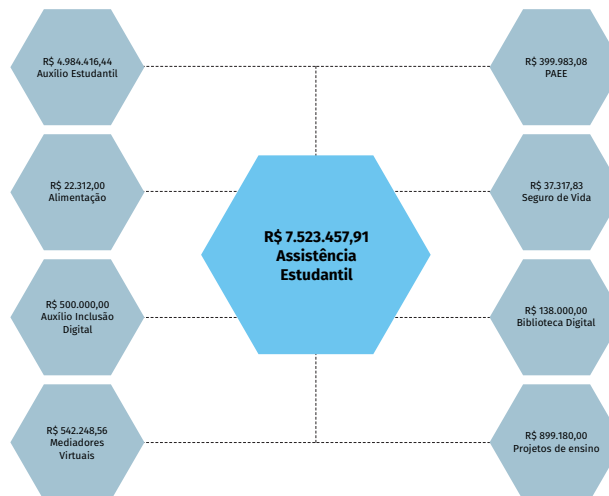 R$ 4.984.416,44
Auxílio Estudantil
R$ 399.983,08
PAEE
R$ 22.312,00
Alimentação
R$ 37.317,83
Seguro de Vida
R$ 7.523.457,91
Assistência
Estudantil
R$ 500.000,00
Auxílio Inclusão
Digital
R$ 138.000,00
Biblioteca Digital
R$ 542.248,56
Mediadores
Virtuais
R$ 899.180,00
Projetos de ensino